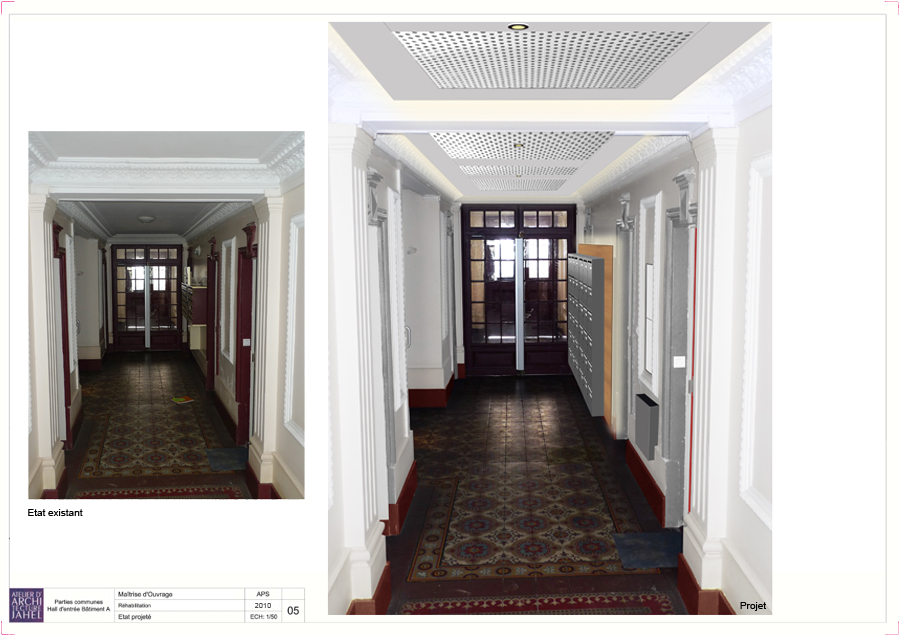 Etat existant
Projet
ATELIER D'
ARCHI
TECTURE
JAHEL
Parties communes
Hall d'entrée Bâtiment A
Maîtrise d'Ouvrage
Réhabilitation
Etat projeté
APS
2010
ECH: 1/50
05